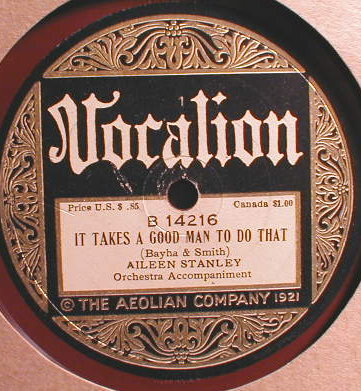 Vocalion
Price U.S. $ .85 Canada $1.00
B 14216
IT TAKES A GOOD MAN TO DO THAT
(Bayha & Smith)
AILEEN STANLEY
Orchestra Accompaniment
© THE AEOLIAN COMPANY 1921